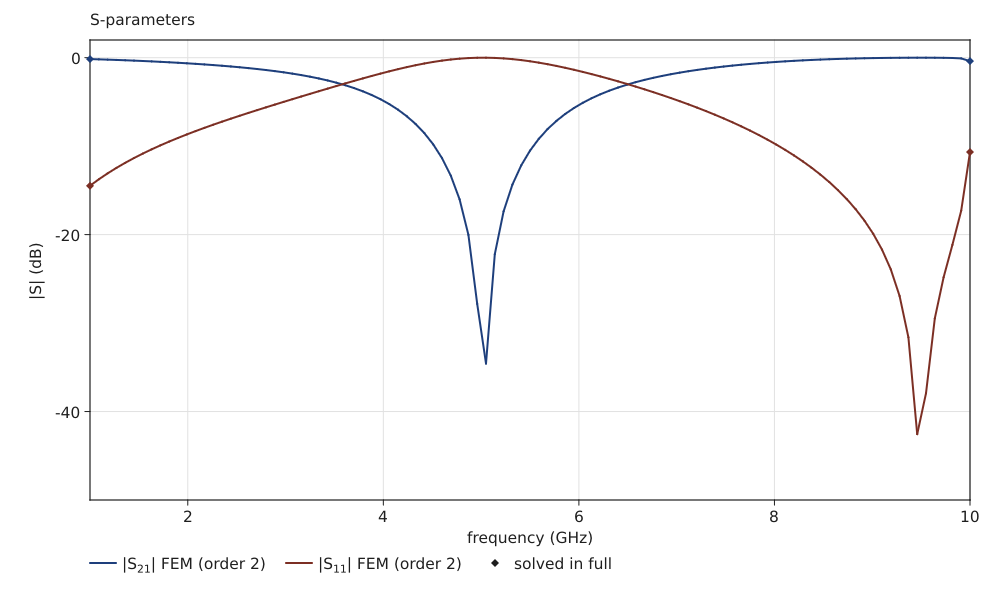 S-parameters
0
-20
-40
|S| (dB)
2 4 6 8 10
frequency (GHz)
|S21| FEM (order 2) |S11| FEM (order 2) solved in full